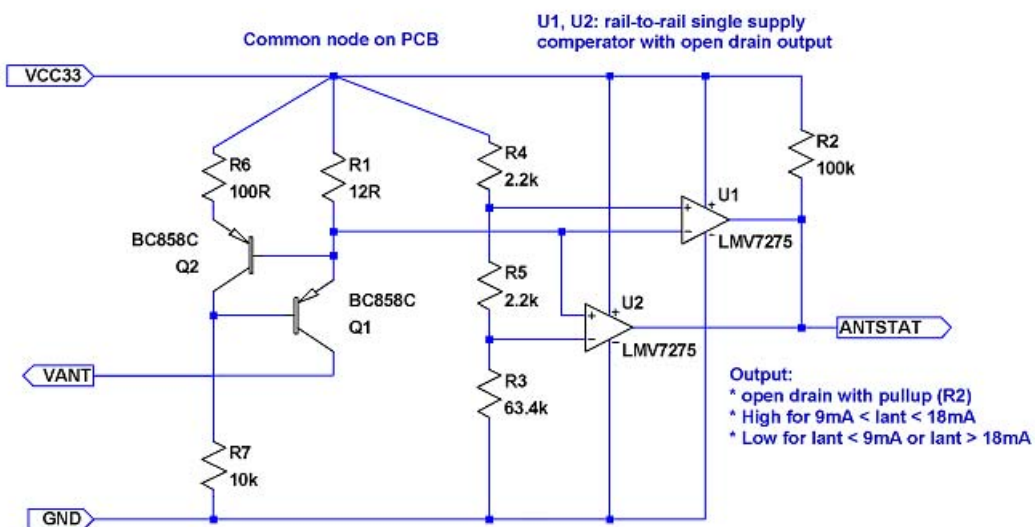 Common node on PCB
U1, U2: rail-to-rail single supply
comperator with open drain output
VCC33
R6
100R
R1
12R
R4
2.2k
R2
100k
+
-
+
-
U1
LMV7275
BC858C
Q2
BC858C
Q1
R5
2.2k
+
-
+
-
U2
LMV7275
ANTSTAT
VANT
R3
63.4k
Output:
* open drain with pullup (R2)
* High for 9mA < Iant < 18mA
* Low for Iant < 9mA or Iant > 18mA
R7
10k
GND